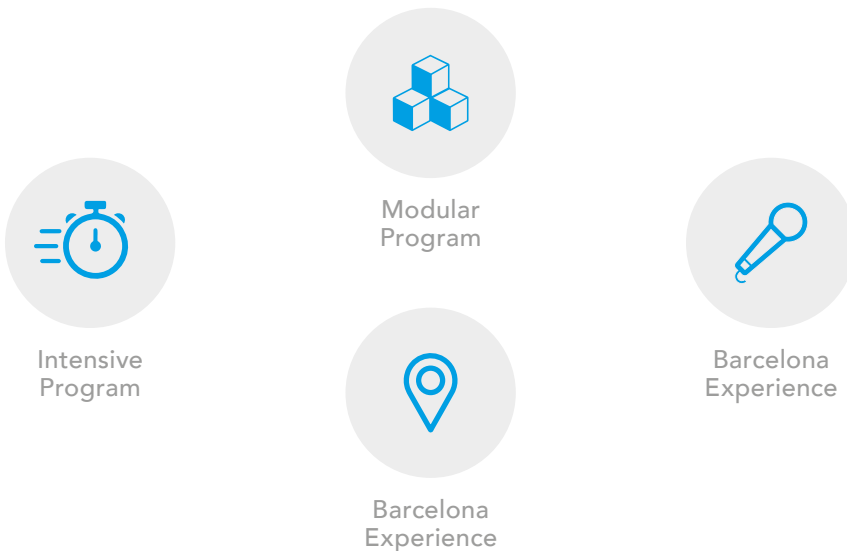 Modular
Program
Intensive
Program
Barcelona
Experience
Barcelona
Experience